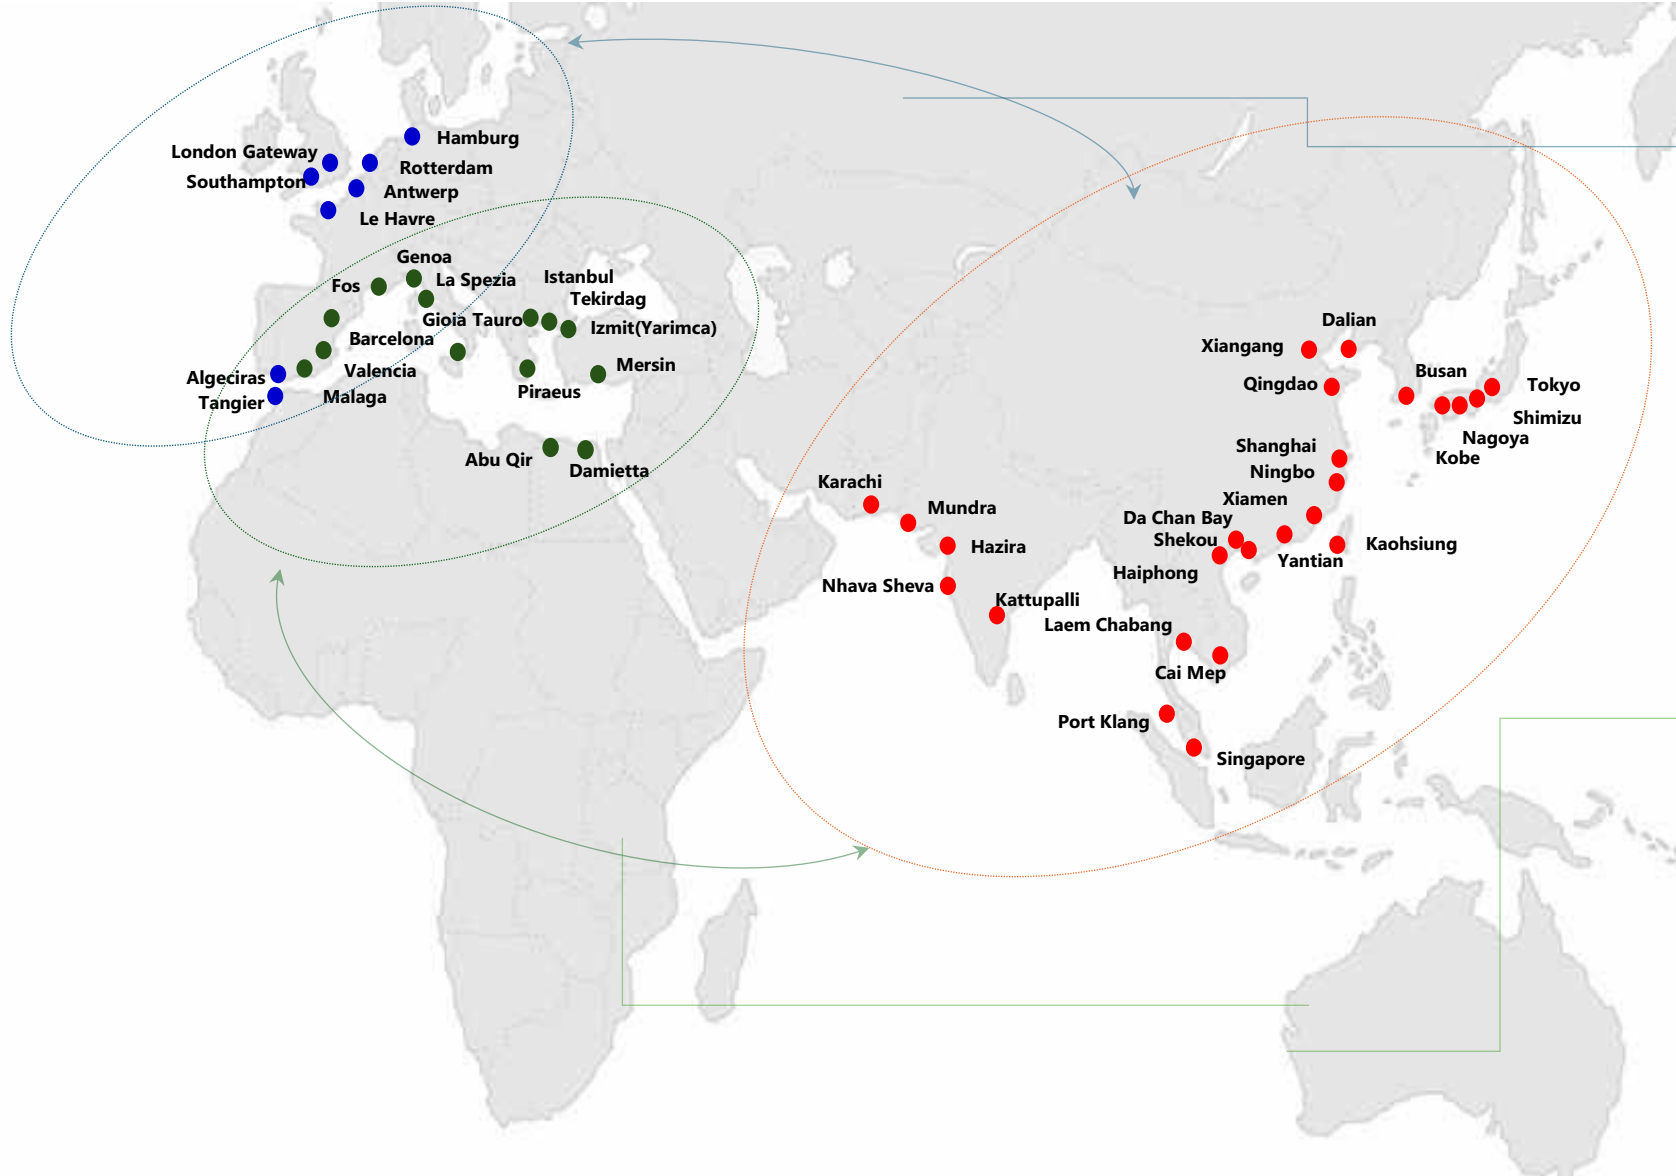 Hamburg
London Gateway
Rotterdam
Southampton
Antwerp
Le Havre
Genoa
La Spezia
Fos
Istanbul
Tekirdag
Gioia Tauro
Izmit(Yarimca)
Barcelona
Mersin
Valencia
Algeciras
Piraeus
Malaga
Tangier
Abu Qir
Damietta
Dalian
Xiangang
Busan
Qingdao
Tokyo
Shimizu
Nagoya
Kobe
Shanghai
Ningbo
Xiamen
Karachi
Mundra
Da Chan Bay
Shekou
Kaohsiung
Hazira
Yantian
Haiphong
Nhava Sheva
Kattupalli
Laem Chabang
Cai Mep
Port Klang
Singapore